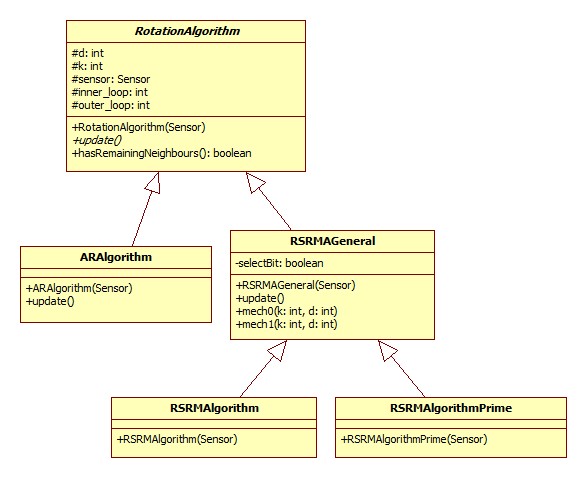 RotationAlgorithm
#d: int
#k: int
#sensor: Sensor
#inner_loop: int
#outer_loop: int
+RotationAlgorithm(Sensor)
+update()
+hasRemainingNeighbours(): boolean
ARAlgorithm
+ARAlgorithm(Sensor)
+update()
RSRMAGeneral
-selectBit: boolean
+RSRMAGeneral(Sensor)
+update()
+mech0(k: int, d: int)
+mech1(k: int, d: int)
RSRMAlgorithm
+RSRMAlgorithm(Sensor)
RSRMAlgorithmPrime
+RSRMAlgorithmPrime(Sensor)